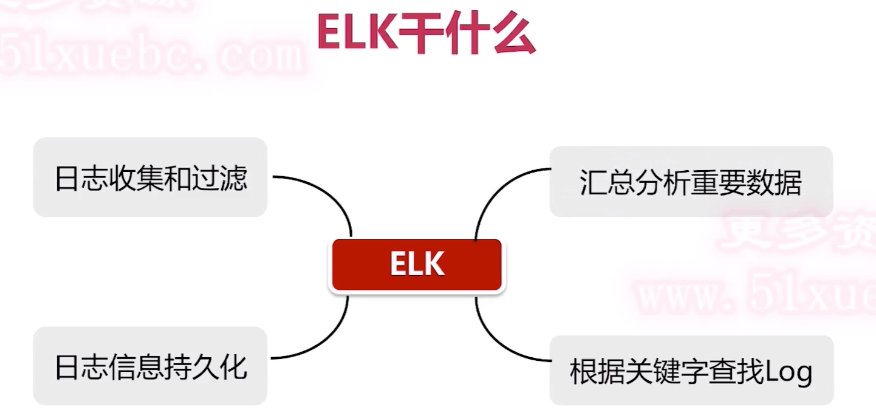 更多资源
51xuebc.com
ELK干什么
日志收集和过滤
汇总分析重要数据
ELK
更多资
www.51xueb
日志信息持久化
根据关键字查找Log